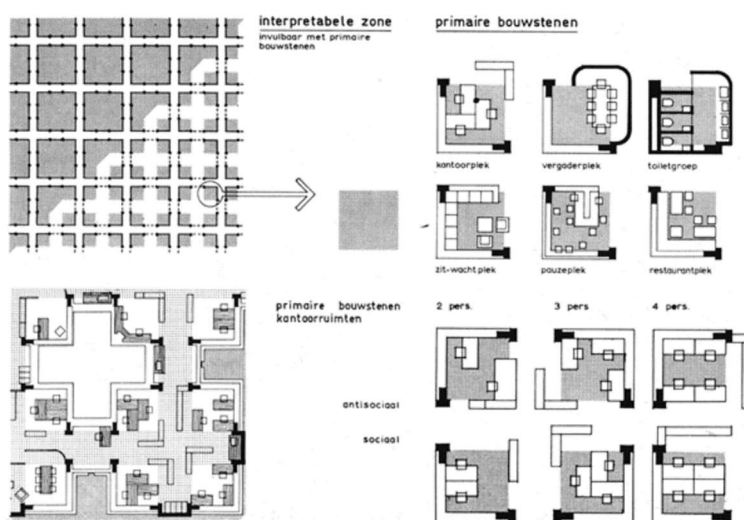 interpretabele zone
invulbaar met primaire
bouwstenen
primaire bouwstenen
kantoorplek
vergaderplek
toiletgroep
zit-wachtplek
pauzeplek
restaurantplek
primaire bouwstenen
kantoorruimten
2 pers.
3 pers
4 pers.
antisociaal
sociaal